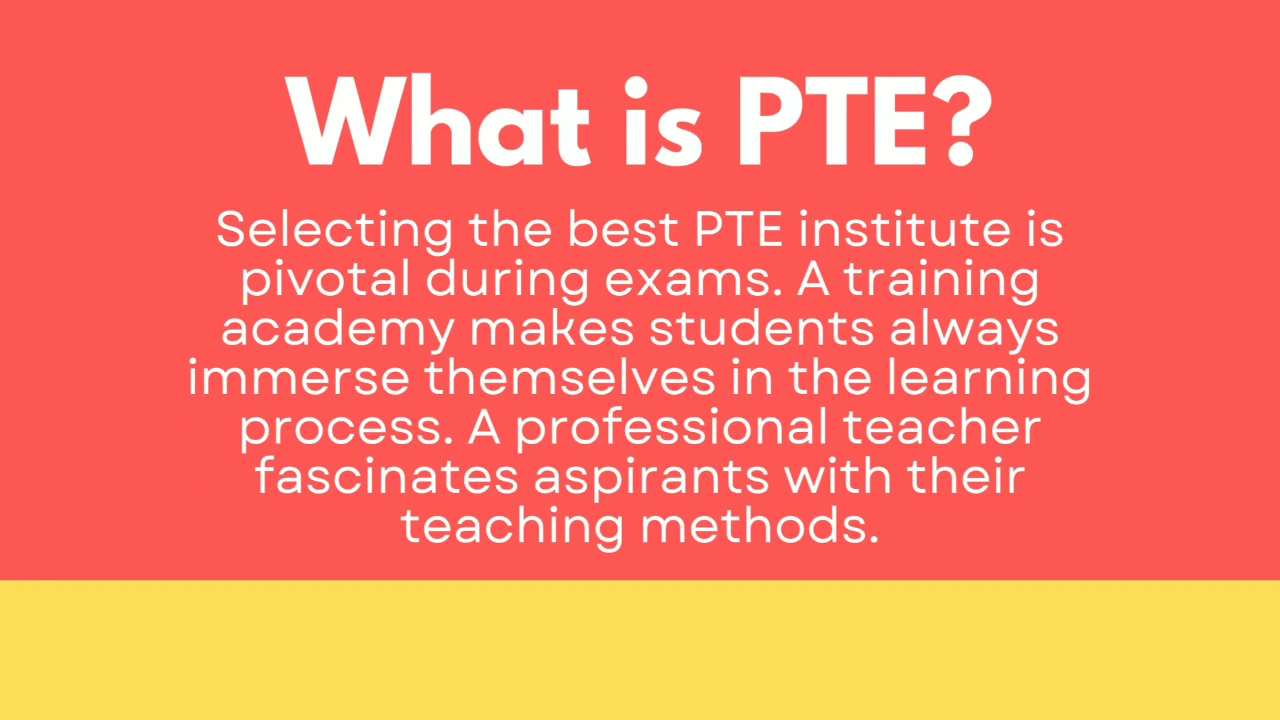 What is PTE?
Selecting the best PTE institute is
pivotal during exams. A training
academy makes students always
immerse themselves in the learning
process. A professional teacher
fascinates aspirants with their
teaching methods.